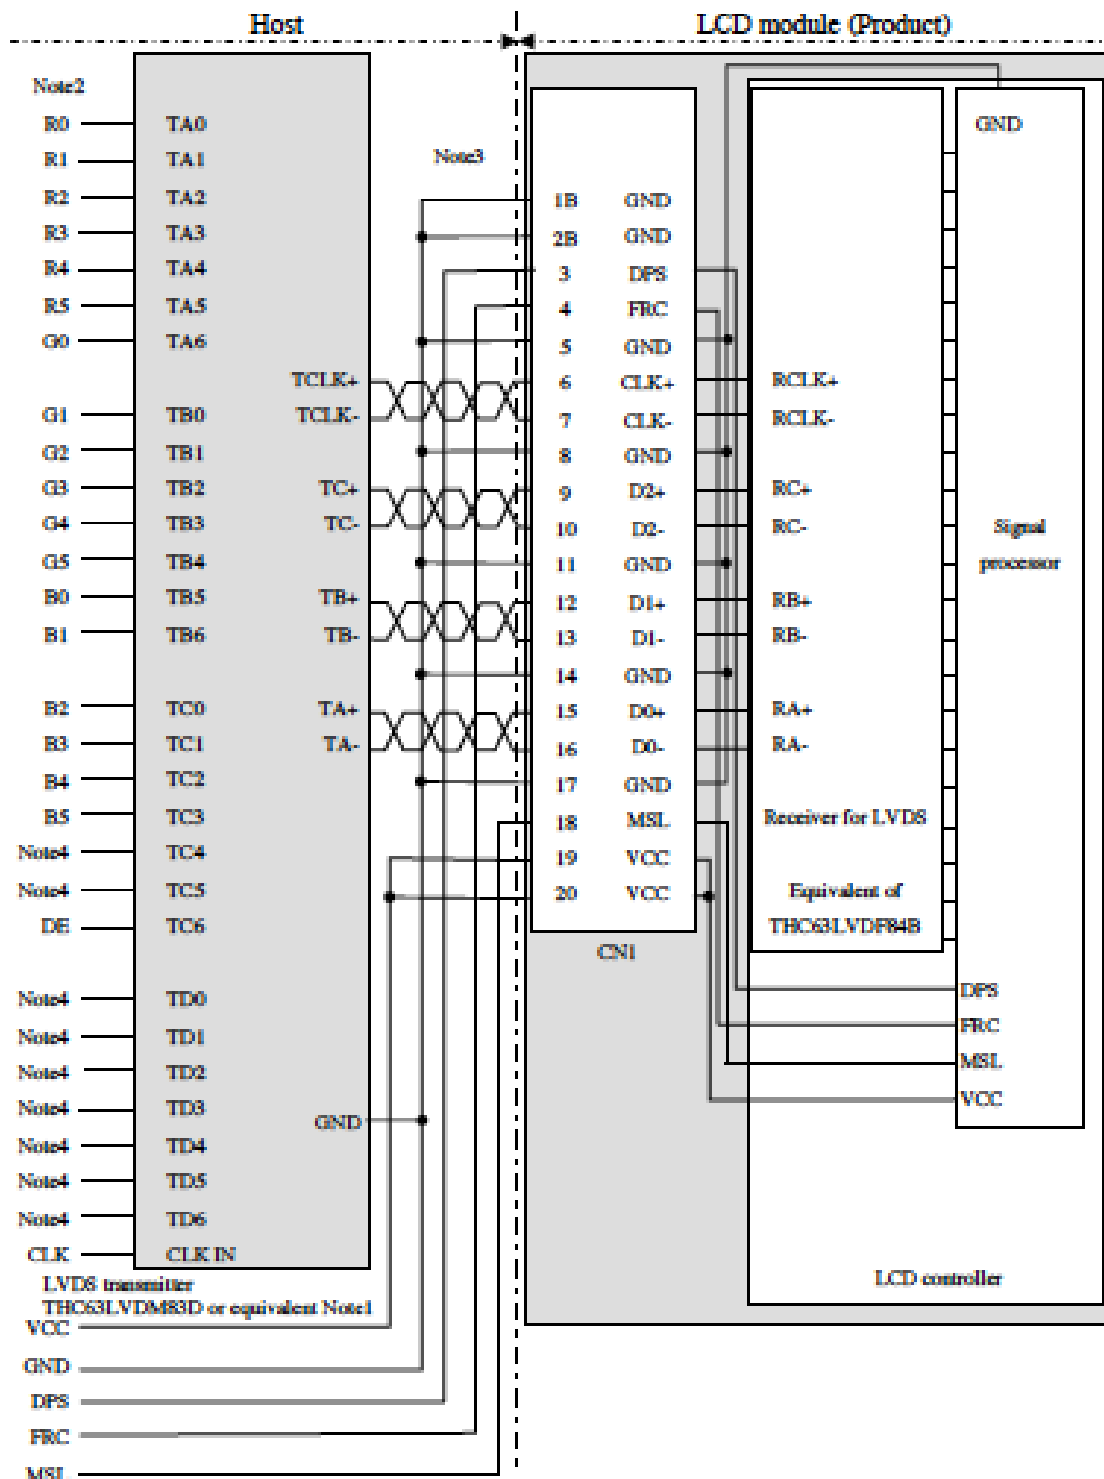 Host
LCD module (Product)
Note2
R0 TA0
R1 TA1
R2 TA2
R3 TA3
R4 TA4
R5 TA5
G0 TA6
TCLK+
G1 TB0 TCLK-
G2 TB1
G3 TB2 TC+
G4 TB3 TC-
G5 TB4
B0 TB5 TB+
B1 TB6 TB-
B2 TC0 TA+
B3 TC1 TA-
B4 TC2
B5 TC3
Note4 TC4
Note4 TC5
DE TC6
Note4 TD0
Note4 TD1
Note4 TD2
Note4 TD3
GND
Note4 TD4
Note4 TD5
Note4 TD6
CLK CLK IN
LVDS transmitter
THC63LVDM83D or equivalent Note1
VCC
GND
DPS
FRC
MSL
Note3
1B GND
2B GND
3 DPS
4 FRC
5 GND
6 CLK+
7 CLK-
8 GND
9 D2+
10 D2-
11 GND
12 D1+
13 D1-
14 GND
15 D0+
16 D0-
17 GND
18 MSL
19 VCC
20 VCC
CN1
RCLK+
RCLK-
RC+
RC-
RB+
RB-
RA+
RA-
Receiver for LVDS
Equivalent of
THC63LVDF84B
GND
Signal
processor
DPS
FRC
MSL
VCC
LCD controller